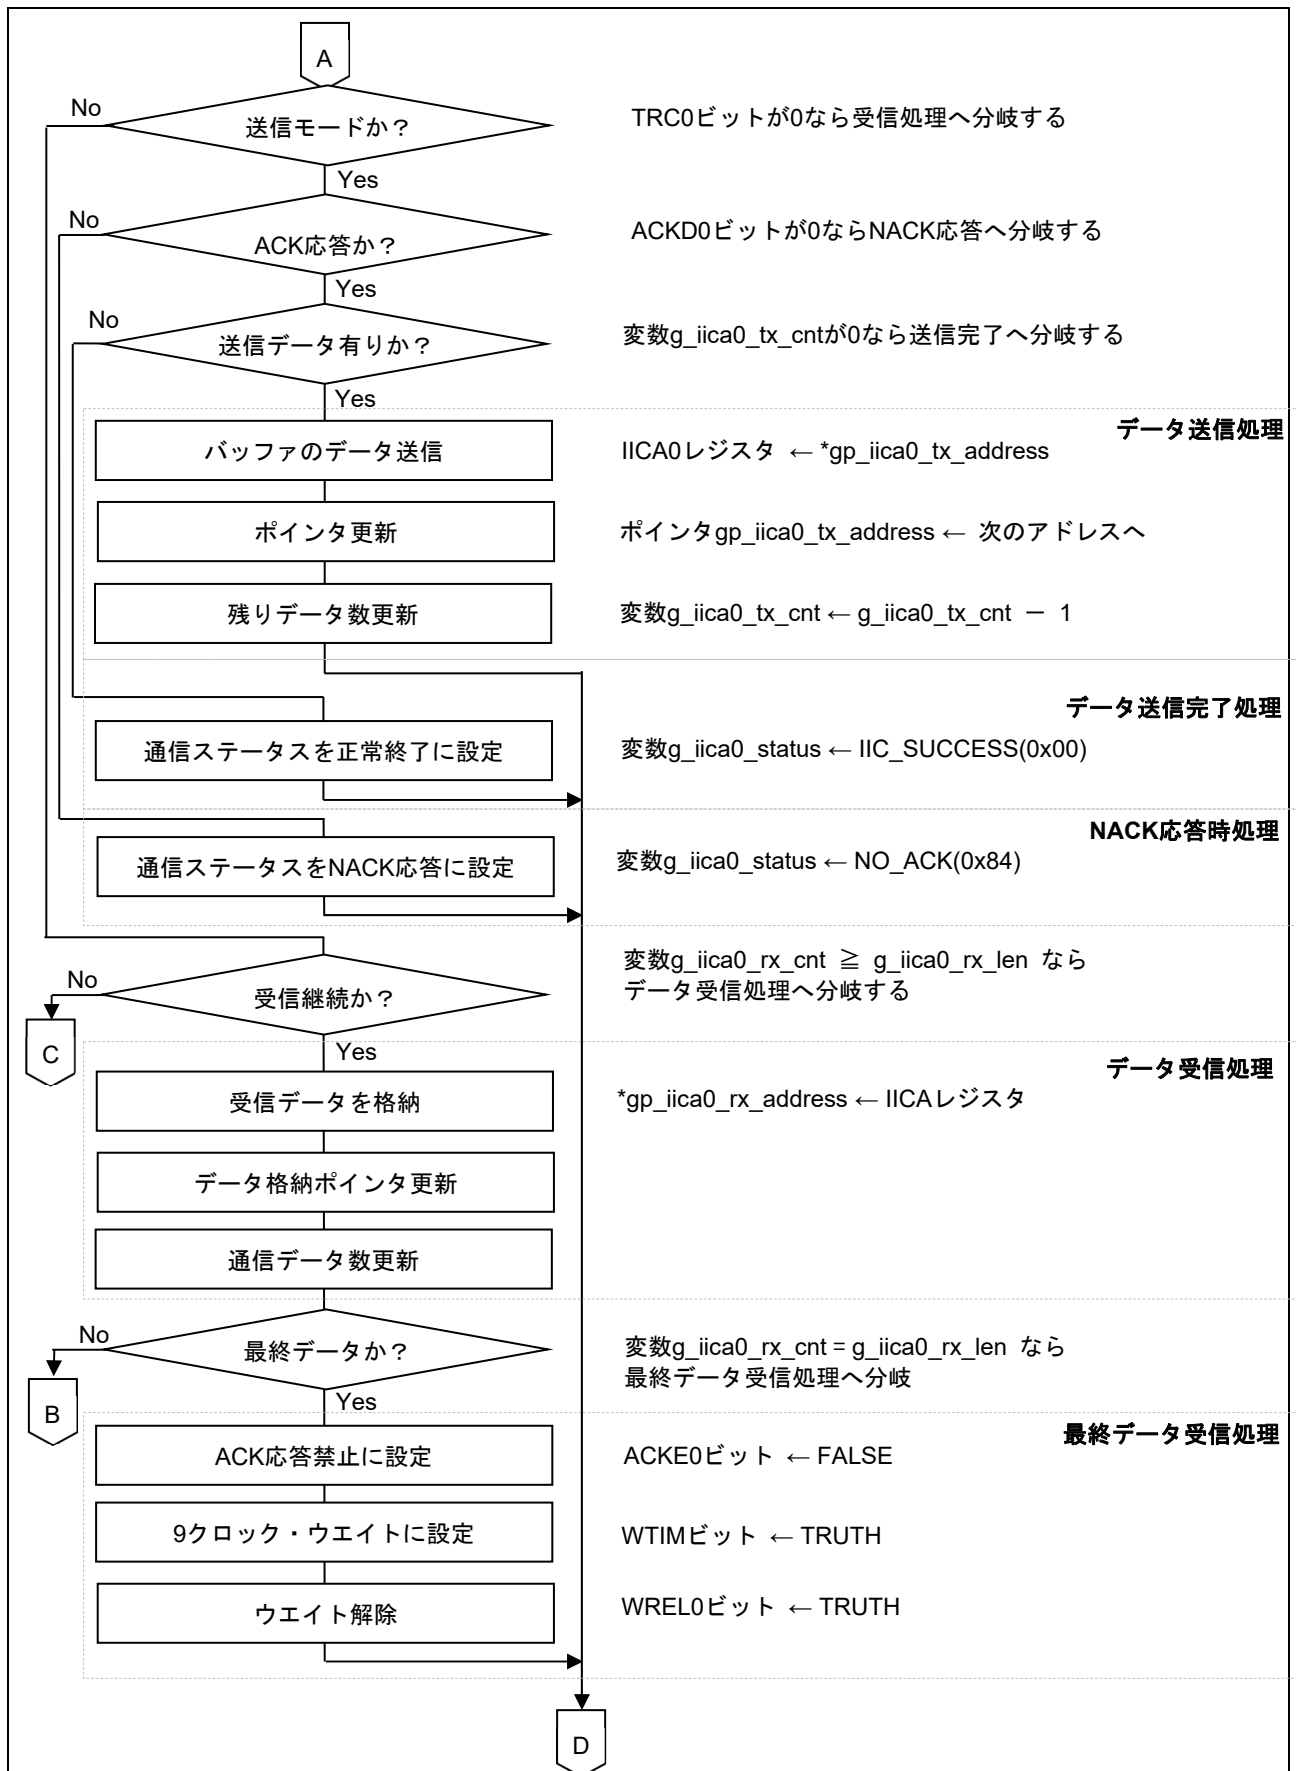 A
No
送信モードか？
TRC0ビットが0なら受信処理へ分岐する
Yes
No
ACK応答か？
ACKD0ビットが0ならNACK応答へ分岐する
Yes
No
送信データ有りか？
変数g_iica0_tx_cntが0なら送信完了へ分岐する
Yes
データ送信処理
バッファのデータ送信
IICA0レジスタ ← *gp_iica0_tx_address
ポインタ更新
ポインタgp_iica0_tx_address ← 次のアドレスへ
残りデータ数更新
変数g_iica0_tx_cnt ← g_iica0_tx_cnt － 1
データ送信完了処理
通信ステータスを正常終了に設定
変数g_iica0_status ← IIC_SUCCESS(0x00)
NACK応答時処理
通信ステータスをNACK応答に設定
変数g_iica0_status ← NO_ACK(0x84)
No
受信継続か？
変数g_iica0_rx_cnt ≧ g_iica0_rx_len なら
データ受信処理へ分岐する
C
Yes
データ受信処理
受信データを格納
*gp_iica0_rx_address ← IICAレジスタ
データ格納ポインタ更新
通信データ数更新
No
最終データか？
変数g_iica0_rx_cnt = g_iica0_rx_len なら
最終データ受信処理へ分岐
B
Yes
最終データ受信処理
ACK応答禁止に設定
ACKE0ビット ← FALSE
9クロック・ウエイトに設定
WTIMビット ← TRUTH
ウエイト解除
WREL0ビット ← TRUTH
D